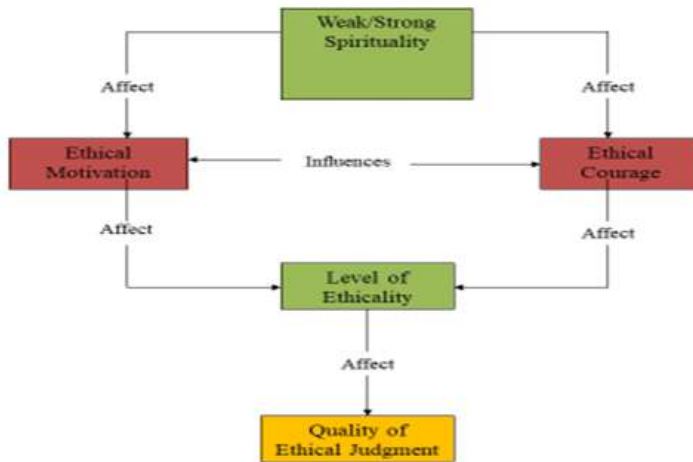 Weak/Strong
Spirituality
Affect
Affect
Ethical
Motivation
Influences
Ethical
Courage
Affect
Affect
Level of
Ethicality
Affect
Quality of
Ethical Judgment